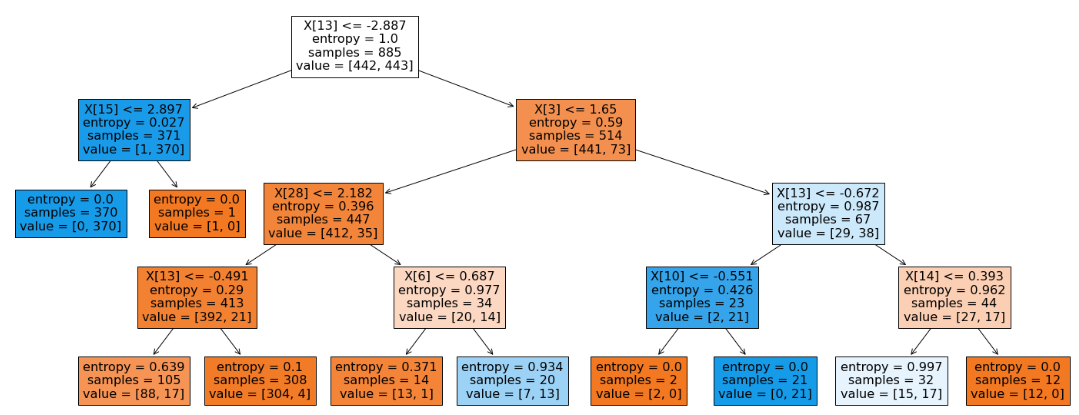 X[13] <= -2.887
entropy = 1.0
samples = 885
value = [442, 443]
X[15] <= 2.897
entropy = 0.027
samples = 371
value = [1, 370]
X[3] <= 1.65
entropy = 0.59
samples = 514
value = [441, 73]
entropy = 0.0
samples = 370
value = [0, 370]
entropy = 0.0
samples = 1
value = [1, 0]
X[28] <= 2.182
entropy = 0.396
samples = 447
value = [412, 35]
X[13] <= -0.672
entropy = 0.987
samples = 67
value = [29, 38]
X[13] <= -0.491
entropy = 0.29
samples = 413
value = [392, 21]
X[6] <= 0.687
entropy = 0.977
samples = 34
value = [20, 14]
X[10] <= -0.551
entropy = 0.426
samples = 23
value = [2, 21]
X[14] <= 0.393
entropy = 0.962
samples = 44
value = [27, 17]
entropy = 0.639
samples = 105
value = [88, 17]
entropy = 0.1
samples = 308
value = [304, 4]
entropy = 0.371
samples = 14
value = [13, 1]
entropy = 0.934
samples = 20
value = [7, 13]
entropy = 0.0
samples = 2
value = [2, 0]
entropy = 0.0
samples = 21
value = [0, 21]
entropy = 0.997
samples = 32
value = [15, 17]
entropy = 0.0
samples = 12
value = [12, 0]